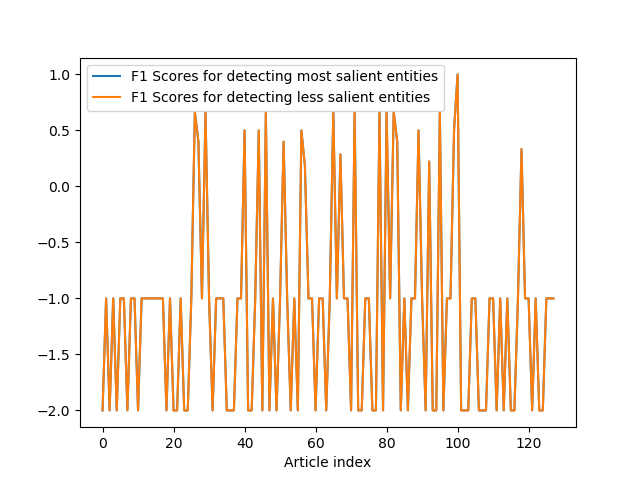 F1 Scores for detecting most salient entities
F1 Scores for detecting less salient entities
1.0
0.5
0.0
−0.5
−1.0
−1.5
−2.0
0 20 40 60 80 100 120
Article index